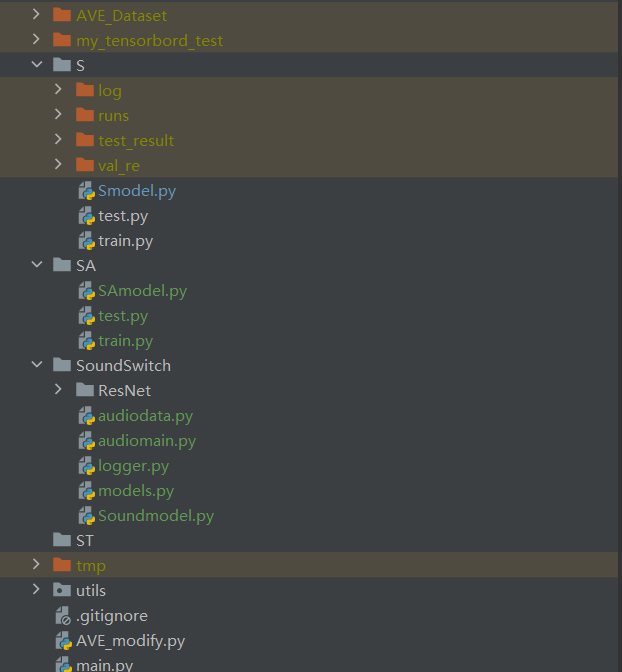 AVE_Dataset
my_tensorbord_test
S
log
runs
test_result
val_re
Smodel.py
test.py
train.py
SA
SAmodel.py
test.py
train.py
SoundSwitch
ResNet
audiodata.py
audiomain.py
logger.py
models.py
Soundmodel.py
ST
tmp
utils
.gitignore
AVE_modify.py
main.py